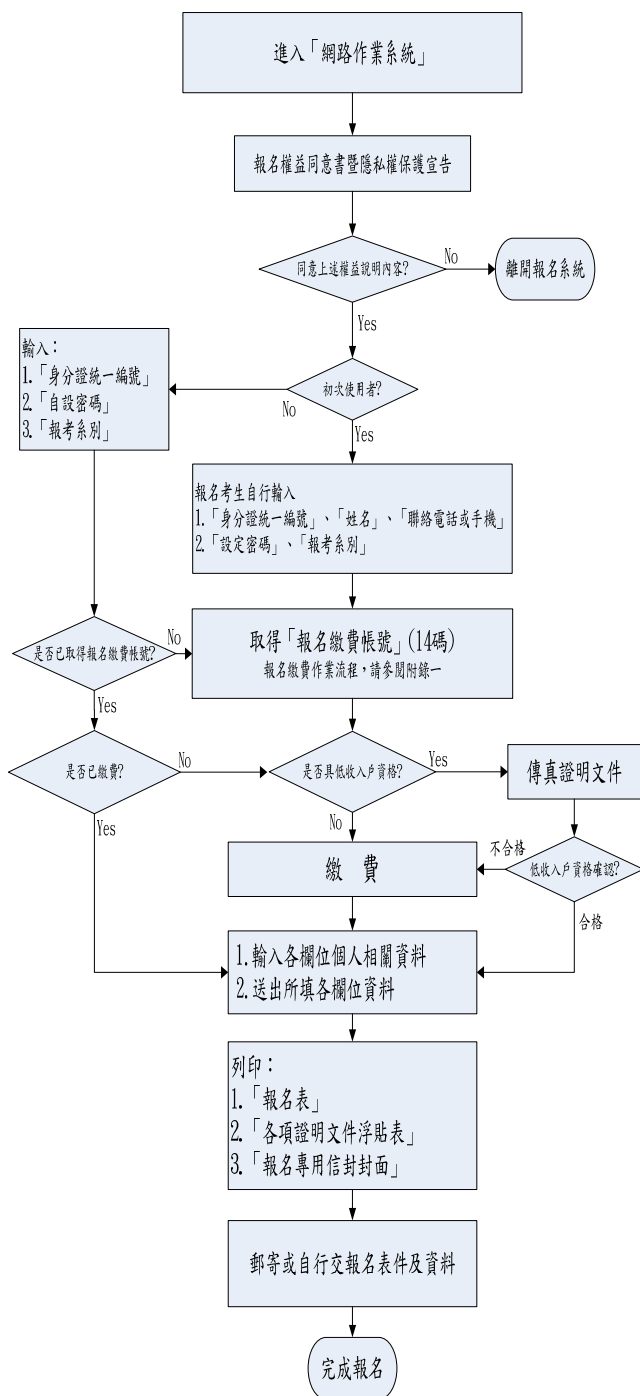 進入「網路作業系統」
報名權益同意書暨隱私權保護宣告
同意上述權益說明內容?
No
離開報名系統
Yes
輸入：
1.「身分證統一編號」
2.「自設密碼」
3.「報考系別」
初次使用者?
No
Yes
報名考生自行輸入
1.「身分證統一編號」、「姓名」、「聯絡電話或手機」
2.「設定密碼」、「報考系別」
是否已取得報名繳費帳號?
No
取得「報名繳費帳號」(14碼)
報名繳費作業流程，請參閱附錄一
Yes
是否已繳費?
No
是否具低收入戶資格?
Yes
傳真證明文件
Yes
No
繳 費
不合格
低收入戶資格確認?
合格
1.輸入各欄位個人相關資料
2.送出所填各欄位資料
列印：
1.「報名表」
2.「各項證明文件浮貼表」
3.「報名專用信封封面」
郵寄或自行交報名表件及資料
完成報名